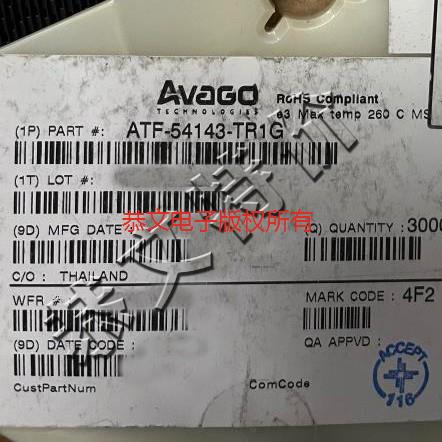 AVAGO
TECHNOLOGIES
RoHS Compliant
e3 Max temp 260 C MS
(1P) PART #: ATF-54143-TR1G
(1T) LOT #:
恭文电子版权所有
(9D) MFG DATE
(Q) QUANTITY : 3000
C/O : THAILAND
WFR #
MARK CODE : 4F2
(9D) DATE CODE :
QA APPVD :
ACCEPT
116
CustPartNum
ComCode